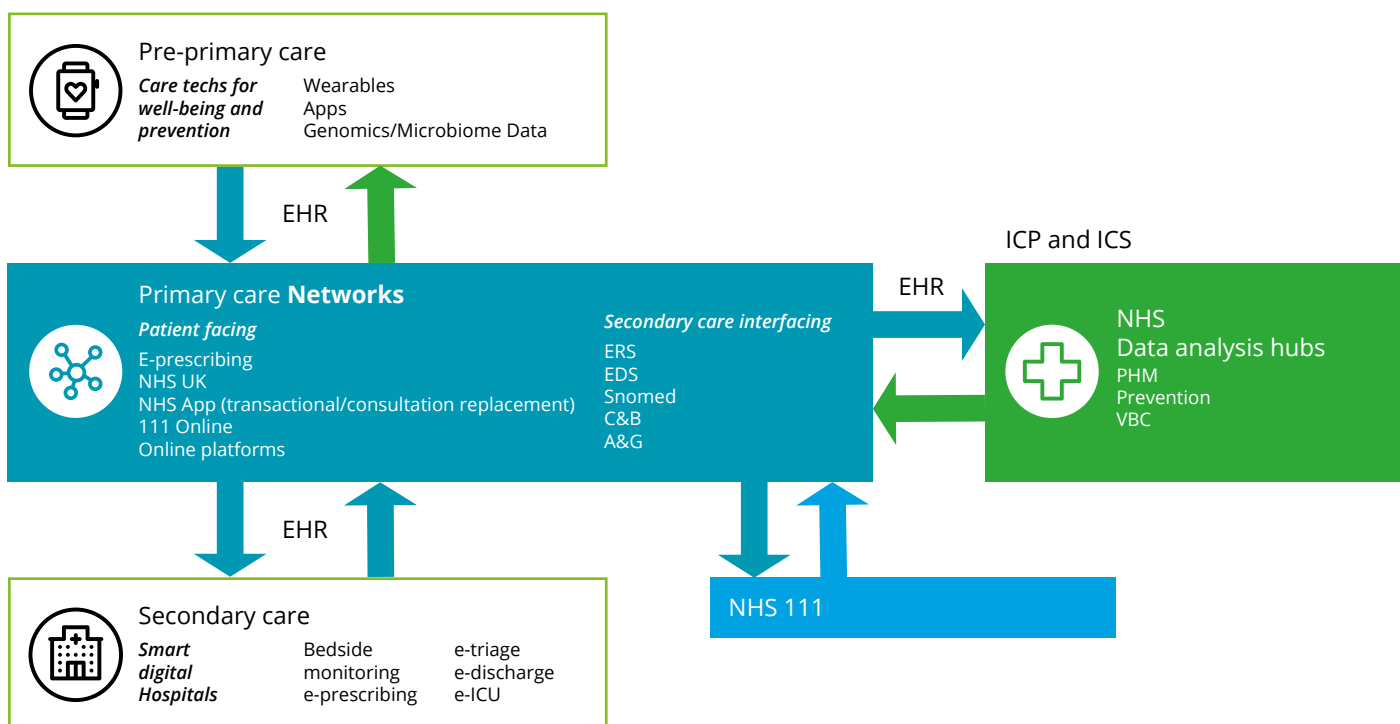 Pre-primary care
Care techs for
well-being and
prevention
Wearables
Apps
Genomics/Microbiome Data
EHR
ICP and ICS
Primary care Networks
Patient facing
E-prescribing
NHS UK
NHS App (transactional/consultation replacement)
111 Online
Online platforms
Secondary care interfacing
ERS
EDS
Snomed
C&B
A&G
EHR
NHS
Data analysis hubs
PHM
Prevention
VBC
EHR
NHS 111
Secondary care
Smart
digital
Hospitals
Bedside
monitoring
e-prescribing
e-triage
e-discharge
e-ICU